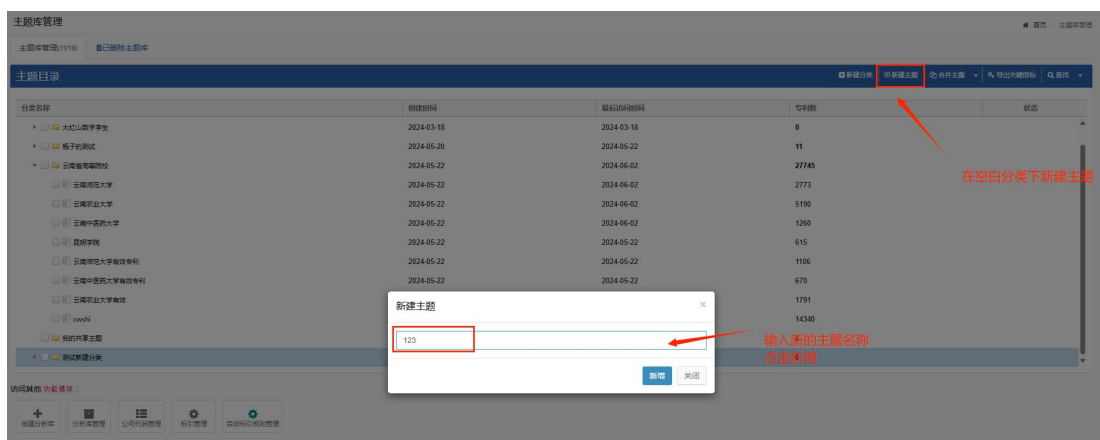 主题库管理
首页 主题库管理
主题库管理(11/10) 已删除主题库
主题目录
新建分类 新建主题 合并主题 导出关键指标 查找
分类名称 创建时间 最后访问时间 专利数 状态
大红山数字孪生 2024-03-18 2024-03-18 0
瓶子的测试 2024-05-20 2024-05-22 11
云南省高等院校 2024-05-22 2024-06-02 27745
在空白分类下新建主题
云南师范大学 2024-05-22 2024-06-02 2773
云南农业大学 2024-05-22 2024-06-02 5190
云南中医药大学 2024-05-22 2024-06-02 1260
昆明学院 2024-05-22 2024-05-22 615
云南师范大学有效专利 2024-05-22 2024-05-22 1106
云南中医药大学有效专利 2024-05-22 2024-05-22 670
云南农业大学有效 1791
cwshi 14340
我的共享主题
测试新建分类
新建主题 ×
123
输入新的主题名称
点击新增
新增 关闭
访问其他 功能模块：
创建分析库 分析库管理 公司代码管理 标引管理 自动标引规则管理